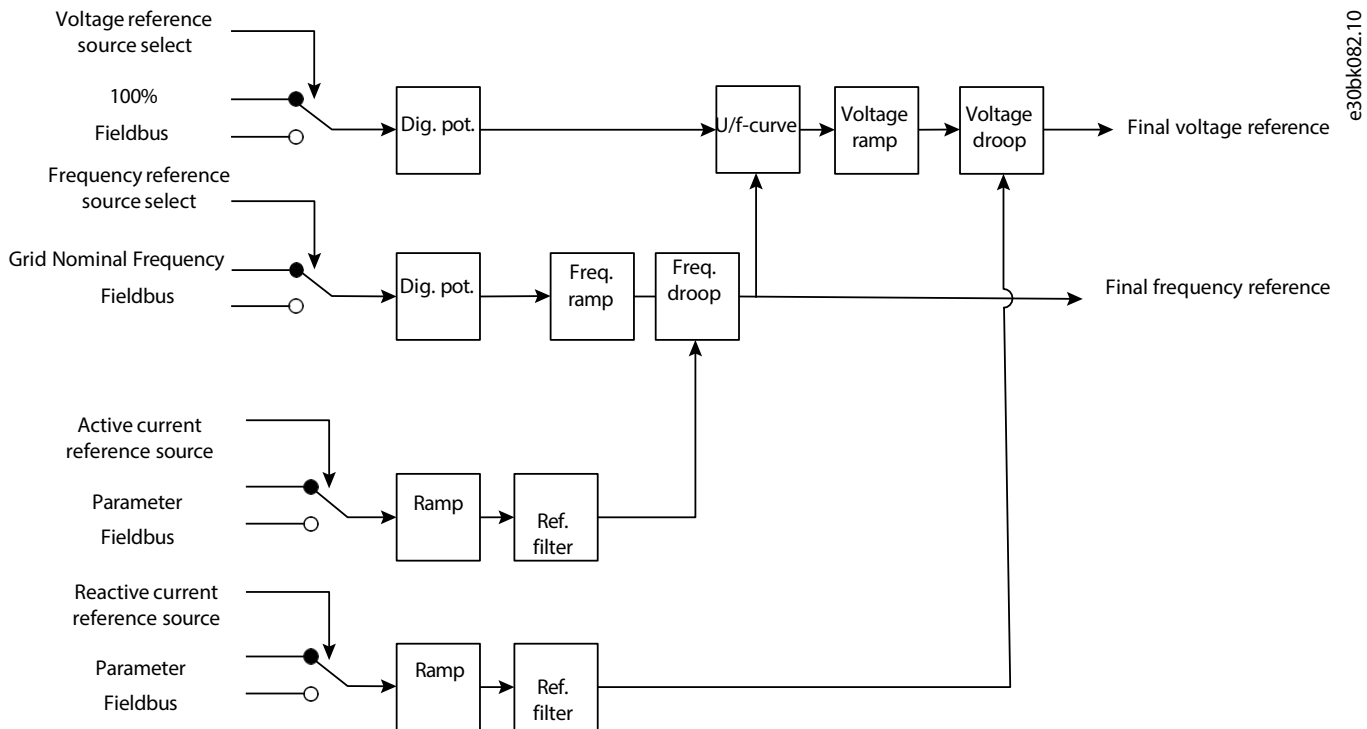 Voltage reference
source select
100%
Fieldbus
Dig. pot.
U/f-curve
Voltage
ramp
Voltage
droop
Final voltage reference
e30bk082.10
Frequency reference
source select
Grid Nominal Frequency
Fieldbus
Dig. pot.
Freq.
ramp
Freq.
droop
Final frequency reference
Active current
reference source
Parameter
Fieldbus
Ramp
Ref.
filter
Reactive current
reference source
Parameter
Fieldbus
Ramp
Ref.
filter